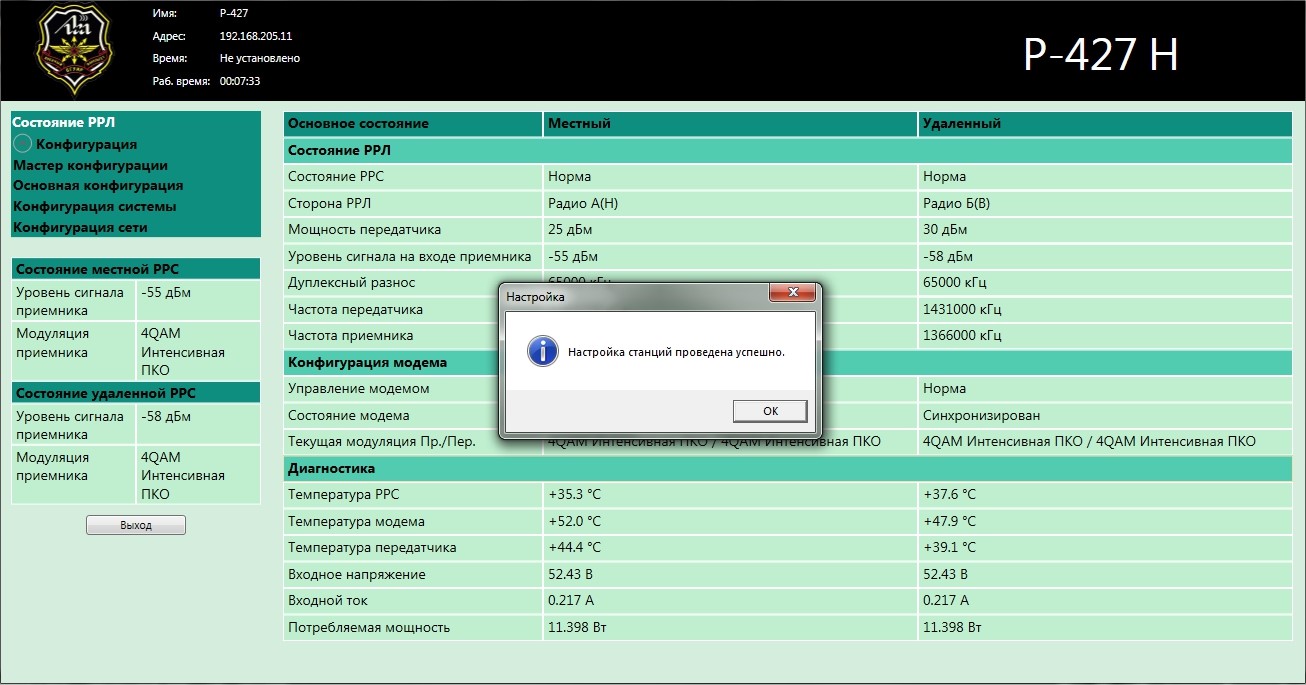 Имя: Р-427
Адрес: 192.168.205.11
Время: Не установлено
Раб. время: 00:07:33
Р-427 Н
Состояние РРЛ
Конфигурация
Мастер конфигурации
Основная конфигурация
Конфигурация системы
Конфигурация сети
Состояние местной РРС
Уровень сигнала приемника -55 дБм
Модуляция приемника 4QAM Интенсивная ПКО
Состояние удаленной РРС
Уровень сигнала приемника -58 дБм
Модуляция приемника 4QAM Интенсивная ПКО
Выход
Основное состояние Местный Удаленный
Состояние РРЛ
Состояние РРС Норма Норма
Сторона РРЛ Радио А(Н) Радио Б(В)
Мощность передатчика 25 дБм 30 дБм
Уровень сигнала на входе приемника -55 дБм -58 дБм
Дуплексный разнос 65000 кГц 65000 кГц
Частота передатчика 1431000 кГц
Частота приемника 1366000 кГц
Конфигурация модема
Управление модемом Норма
Состояние модема Синхронизирован
Текущая модуляция Пр./Пер. 4QAM Интенсивная ПКО / 4QAM Интенсивная ПКО 4QAM Интенсивная ПКО / 4QAM Интенсивная ПКО
Диагностика
Температура РРС +35.3 °С +37.6 °С
Температура модема +52.0 °С +47.9 °С
Температура передатчика +44.4 °С +39.1 °С
Входное напряжение 52.43 В 52.43 В
Входной ток 0.217 А 0.217 А
Потребляемая мощность 11.398 Вт 11.398 Вт
Настройка
Настройка станций проведена успешно.
ОК